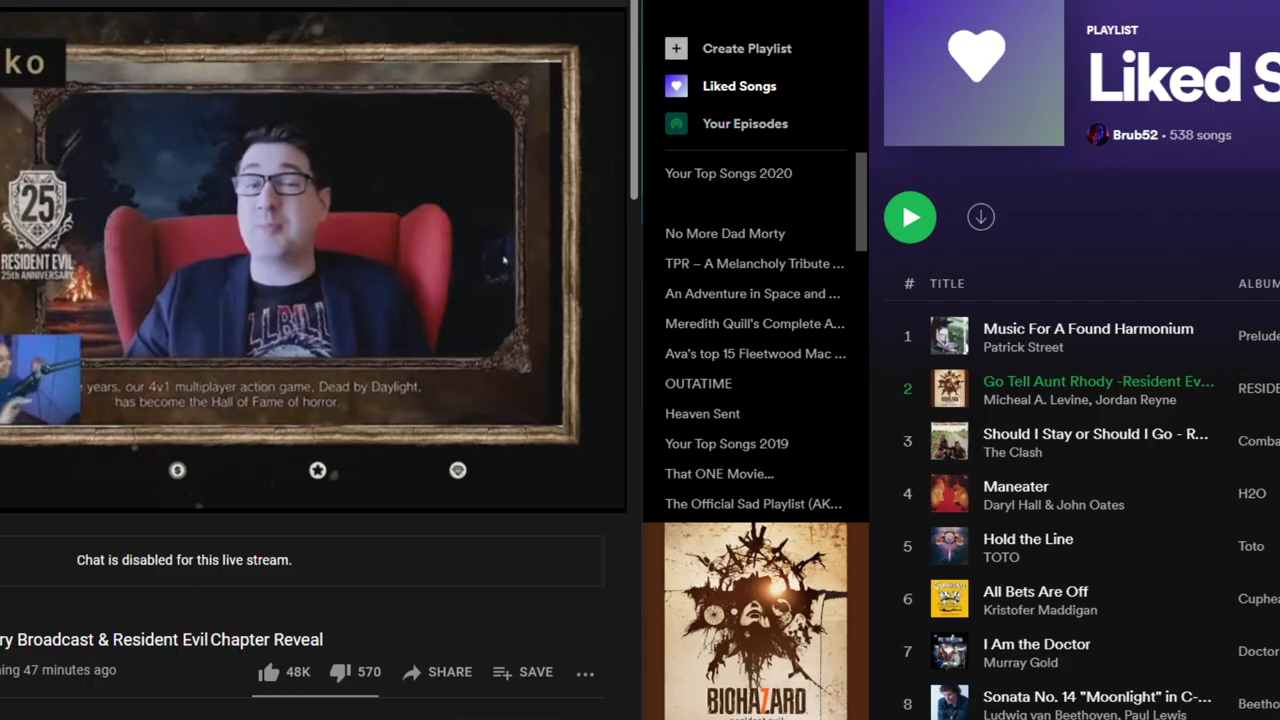 ko
25
RESIDENT EVIL
25th ANNIVERSARY
years, our 4v1 multiplayer action game, Dead by Daylight,
has become the Hall of Fame of horror.
Chat is disabled for this live stream.
ry Broadcast & Resident Evil Chapter Reveal
ing 47 minutes ago
48K
570
SHARE
SAVE
Create Playlist
Liked Songs
Your Episodes
Your Top Songs 2020
No More Dad Morty
TPR – A Melancholy Tribute ...
An Adventure in Space and ...
Meredith Quill's Complete A...
Ava's top 15 Fleetwood Mac ...
OUTATIME
Heaven Sent
Your Top Songs 2019
That ONE Movie...
The Official Sad Playlist (AK...
BIOHAZARD
resident evil
PLAYLIST
Liked S
Brub52 • 538 songs
# TITLE ALBUM
1 Music For A Found Harmonium Prelude
Patrick Street
2 Go Tell Aunt Rhody -Resident Ev... RESIDE
Micheal A. Levine, Jordan Reyne
3 Should I Stay or Should I Go - R... Comba
The Clash
4 Maneater H2O
Daryl Hall & John Oates
5 Hold the Line Toto
TOTO
6 All Bets Are Off Cuphea
Kristofer Maddigan
7 I Am the Doctor Doctor
Murray Gold
8 Sonata No. 14 "Moonlight" in C-... Beetho
Ludwig van Beethoven, Paul Lewis